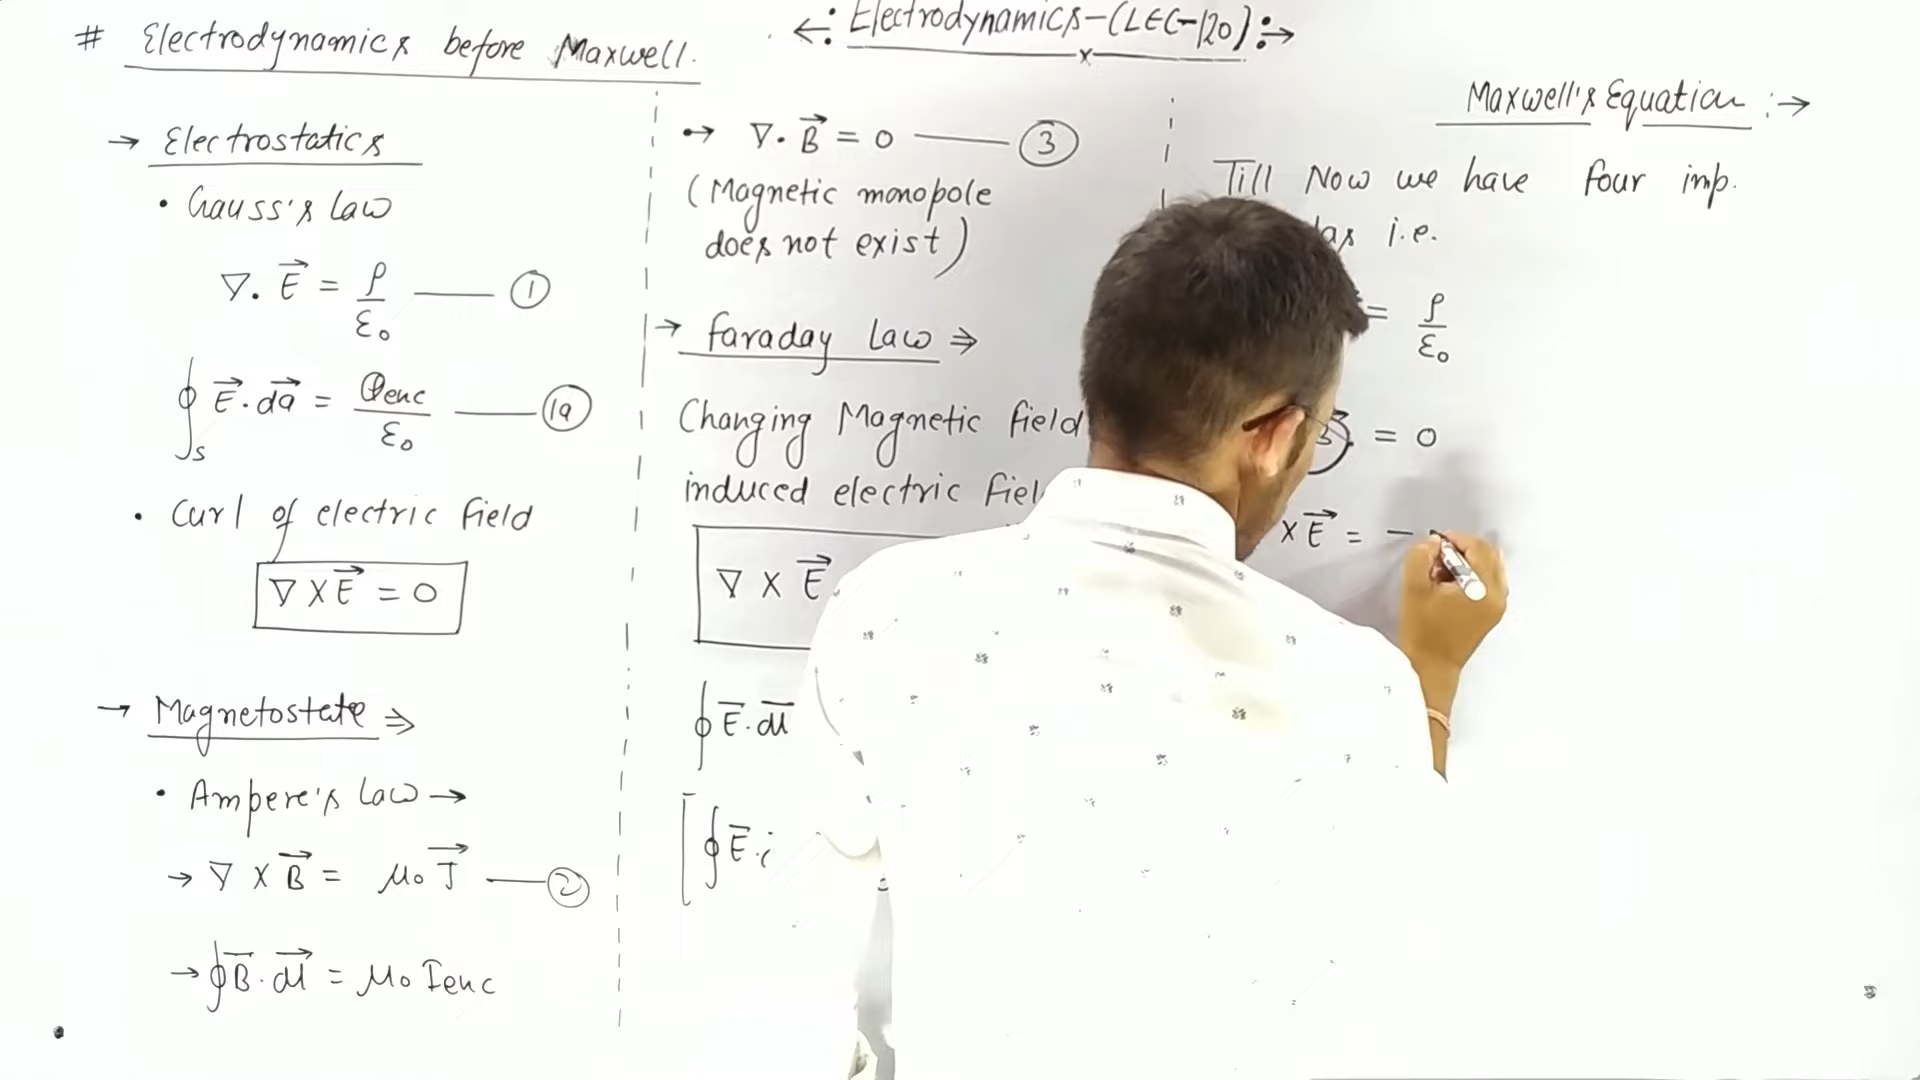 # Electrodynamics before Maxwell.
←: Electrodynamics-(LEC-120):→
x
→ Electrostatics
• Gauss's law
∇. E⃗ = ρ/ε₀ —— ①
∮s E⃗.da⃗ = Qenc/ε₀ —— (1a)
• Curl of electric field
∇ X E⃗ = 0
→ Magnetostate ⇒
• Ampere's law →
→ ∇ X B⃗ = μ₀ J⃗ —— ②
→ ∮ B⃗.dl⃗ = μ₀ Ienc
→ ∇. B⃗ = 0 —— ③
(Magnetic monopole
does not exist)
→ Faraday Law ⇒
Changing Magnetic field
induced electric
∇ X E⃗
∮ E⃗.dl⃗
∮ E⃗.
Maxwell's Equation :→
Till Now we have four imp.
i.e.
= ρ/ε₀
= 0
X E⃗ = -